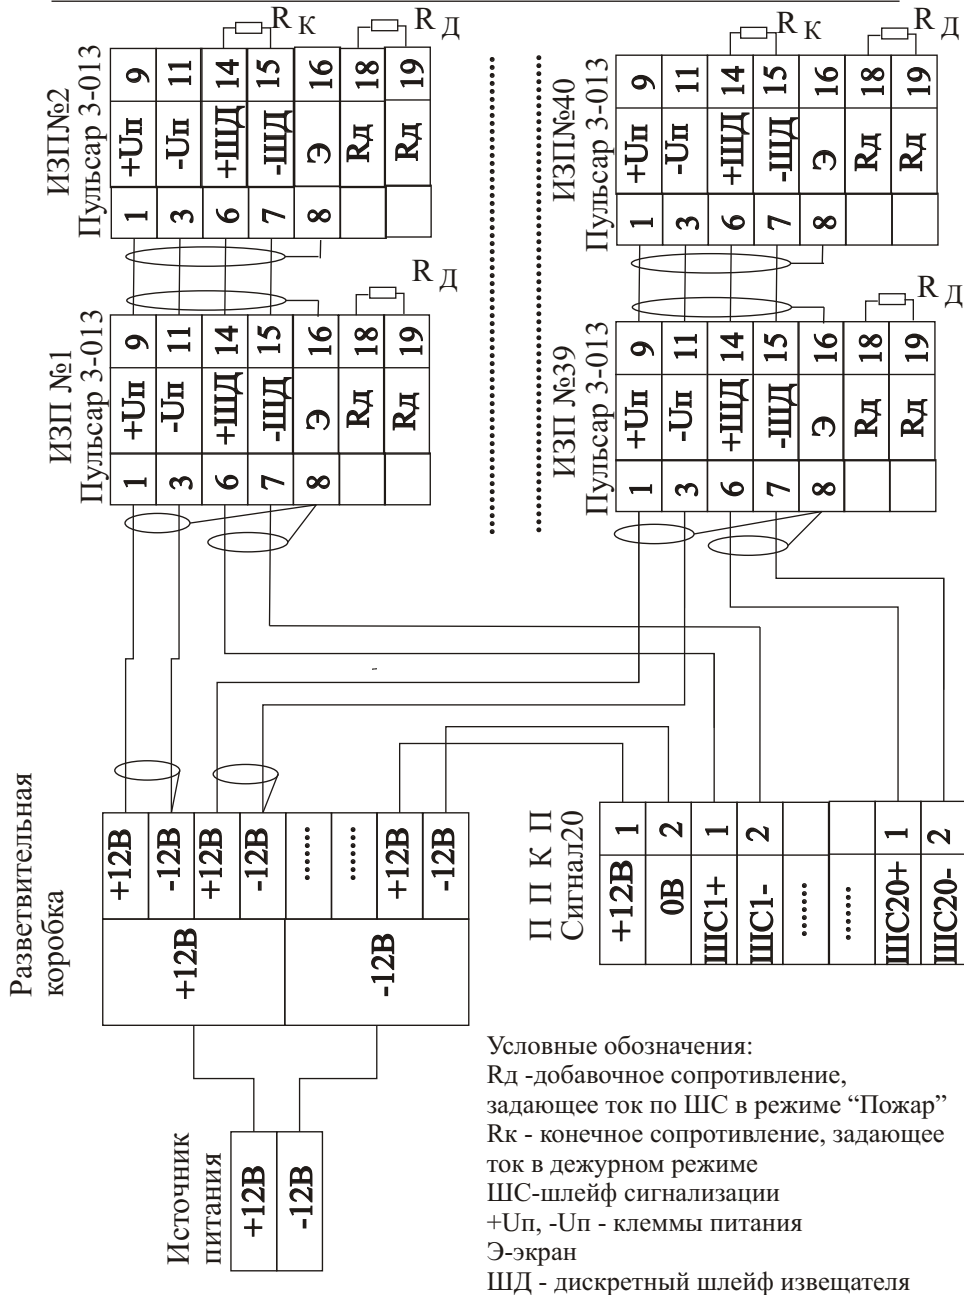 R К
R Д
ИЗП№2
Пульсар 3-013
9 11 14 15 16 18 19
+Uп -Uп +ШД -ШД Э Rд Rд
1 3 6 7 8
R К
R Д
ИЗП№40
Пульсар 3-013
9 11 14 15 16 18 19
+Uп -Uп +ШД -ШД Э Rд Rд
1 3 6 7 8
R Д
ИЗП №1
Пульсар 3-013
9 11 14 15 16 18 19
+Uп -Uп +ШД -ШД Э Rд Rд
1 3 6 7 8
R Д
ИЗП №39
Пульсар 3-013
9 11 14 15 16 18 19
+Uп -Uп +ШД -ШД Э Rд Rд
1 3 6 7 8
Разветвительная
коробка
+12В -12В +12В -12В ....... ....... +12В -12В
+12В -12В
П П К П
Сигнал20
1 2 1 2 1 2
+12В 0В ШС1+ ШС1- ....... ....... ШС20+ ШС20-
Источник
питания
+12В
-12В
Условные обозначения:
Rд -добавочное сопротивление,
задающее ток по ШС в режиме “Пожар”
Rк - конечное сопротивление, задающее
ток в дежурном режиме
ШС-шлейф сигнализации
+Uп, -Uп - клеммы питания
Э-экран
ШД - дискретный шлейф извещателя